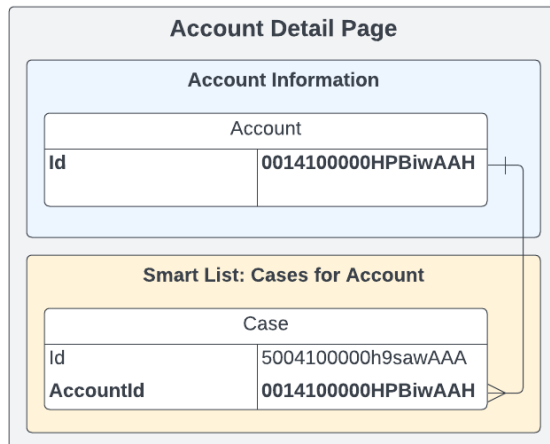 Account Detail Page
Account Information
Account
Id 0014100000HPBiwAAH
Smart List: Cases for Account
Case
Id 5004100000h9sawAAA
AccountId 0014100000HPBiwAAH